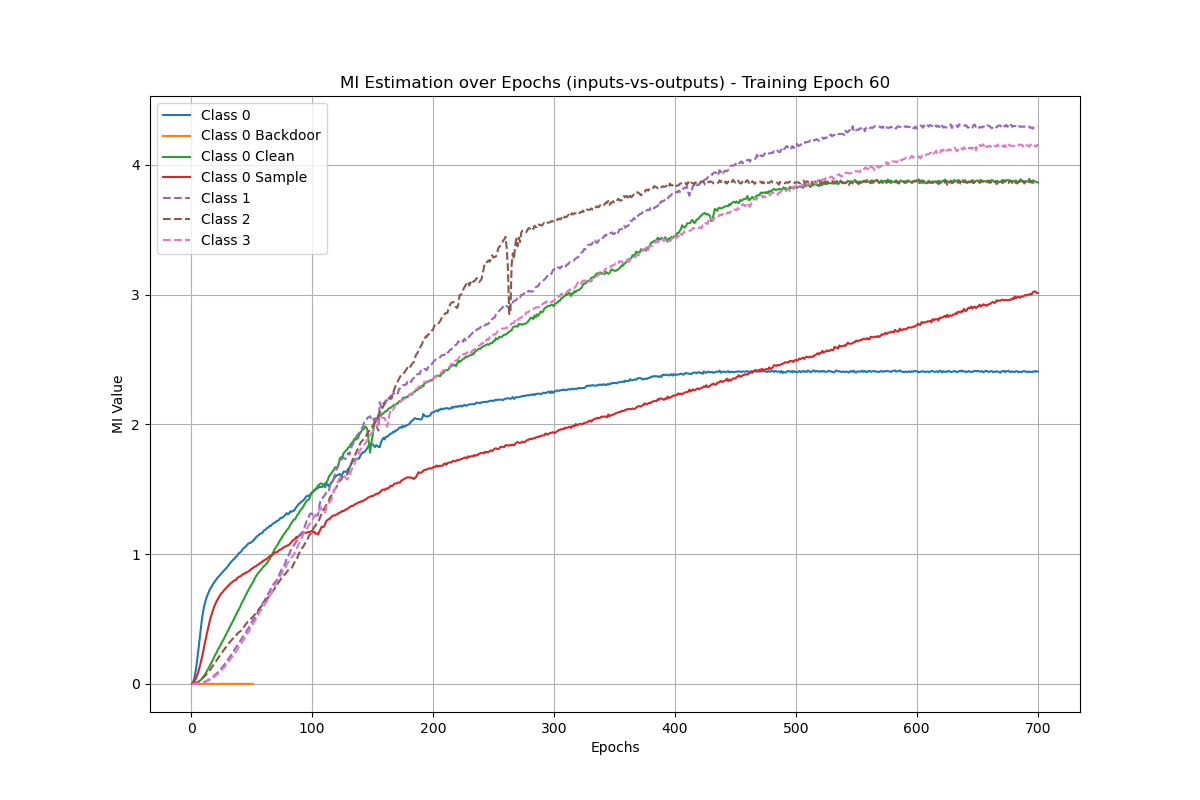 MI Estimation over Epochs (inputs-vs-outputs) - Training Epoch 60
Class 0
Class 0 Backdoor
Class 0 Clean
Class 0 Sample
Class 1
Class 2
Class 3
MI Value
4
3
2
1
0
0 100 200 300 400 500 600 700
Epochs